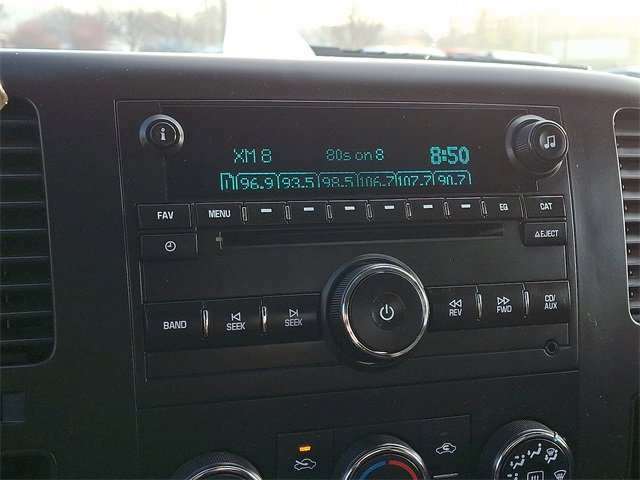 XM 8 80s on 8 8:50
96.9 93.5 98.5 106.7 107.7 90.7
FAV MENU EQ CAT
EJECT
BAND SEEK SEEK REV FWD CD/
AUX